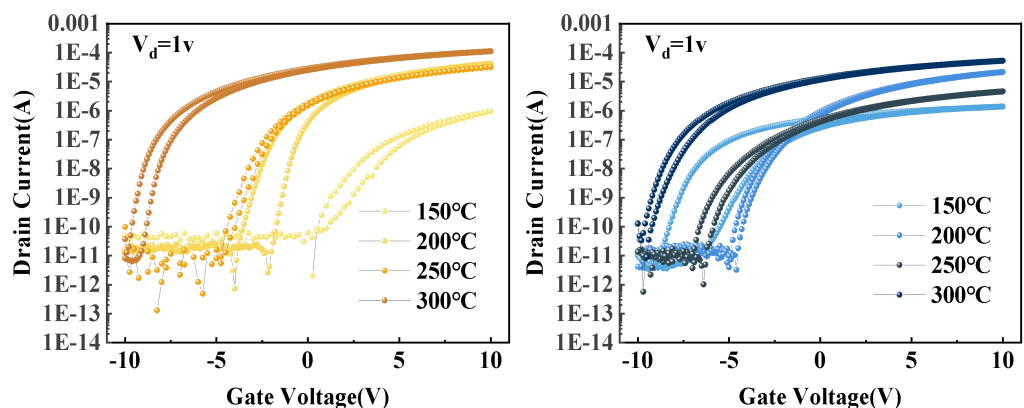 0.001
1E-4
1E-5
1E-6
1E-7
1E-8
1E-9
1E-10
1E-11
1E-12
1E-13
1E-14
Drain Current(A)
Vd=1v
150°C
200°C
250°C
300°C
-10 -5 0 5 10
Gate Voltage(V)
0.001
1E-4
1E-5
1E-6
1E-7
1E-8
1E-9
1E-10
1E-11
1E-12
1E-13
1E-14
Drain Current(A)
Vd=1v
150°C
200°C
250°C
300°C
-10 -5 0 5 10
Gate Voltage(V)